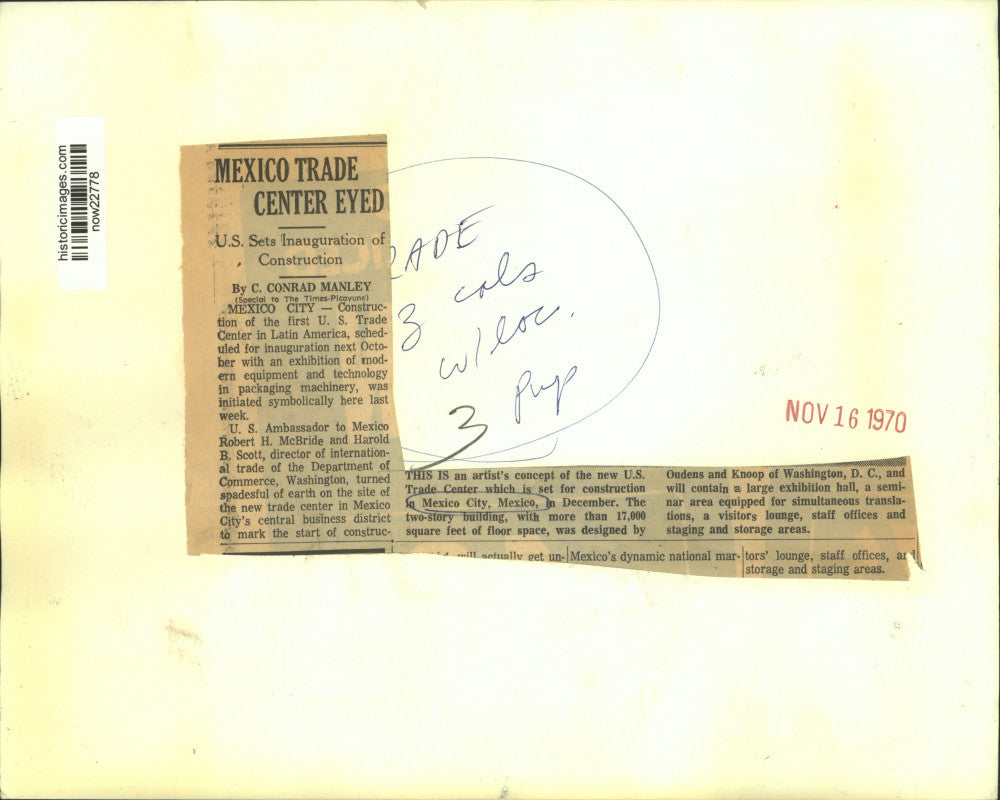 historicimages.com
now22778
MEXICO TRADE
CENTER EYED
U.S. Sets Inauguration of
Construction
By C. CONRAD MANLEY
(Special to The Times-Picayune)
MEXICO CITY — Construc-
tion of the first U. S. Trade
Center in Latin America, sched-
uled for inauguration next Octo-
ber with an exhibition of mod-
ern equipment and technology
in packaging machinery, was
initiated symbolically here last
week.
U. S. Ambassador to Mexico
Robert H. McBride and Harold
B. Scott, director of internation-
al trade of the Department of
Commerce, Washington, turned
spadesful of earth on the site of
the new trade center in Mexico
City's central business district
to mark the start of construc-
RADE
3 cols
w/loc.
3
NOV 16 1970
THIS IS an artist's concept of the new U.S.
Trade Center which is set for construction
in Mexico City, Mexico, in December. The
two-story building, with more than 17,000
square feet of floor space, was designed by
Oudens and Knoop of Washington, D. C., and
will contain a large exhibition hall, a semi-
nar area equipped for simultaneous transla-
tions, a visitors lounge, staff offices and
staging and storage areas.
will actually get un-
Mexico's dynamic national mar-
tors' lounge, staff offices, and
storage and staging areas.